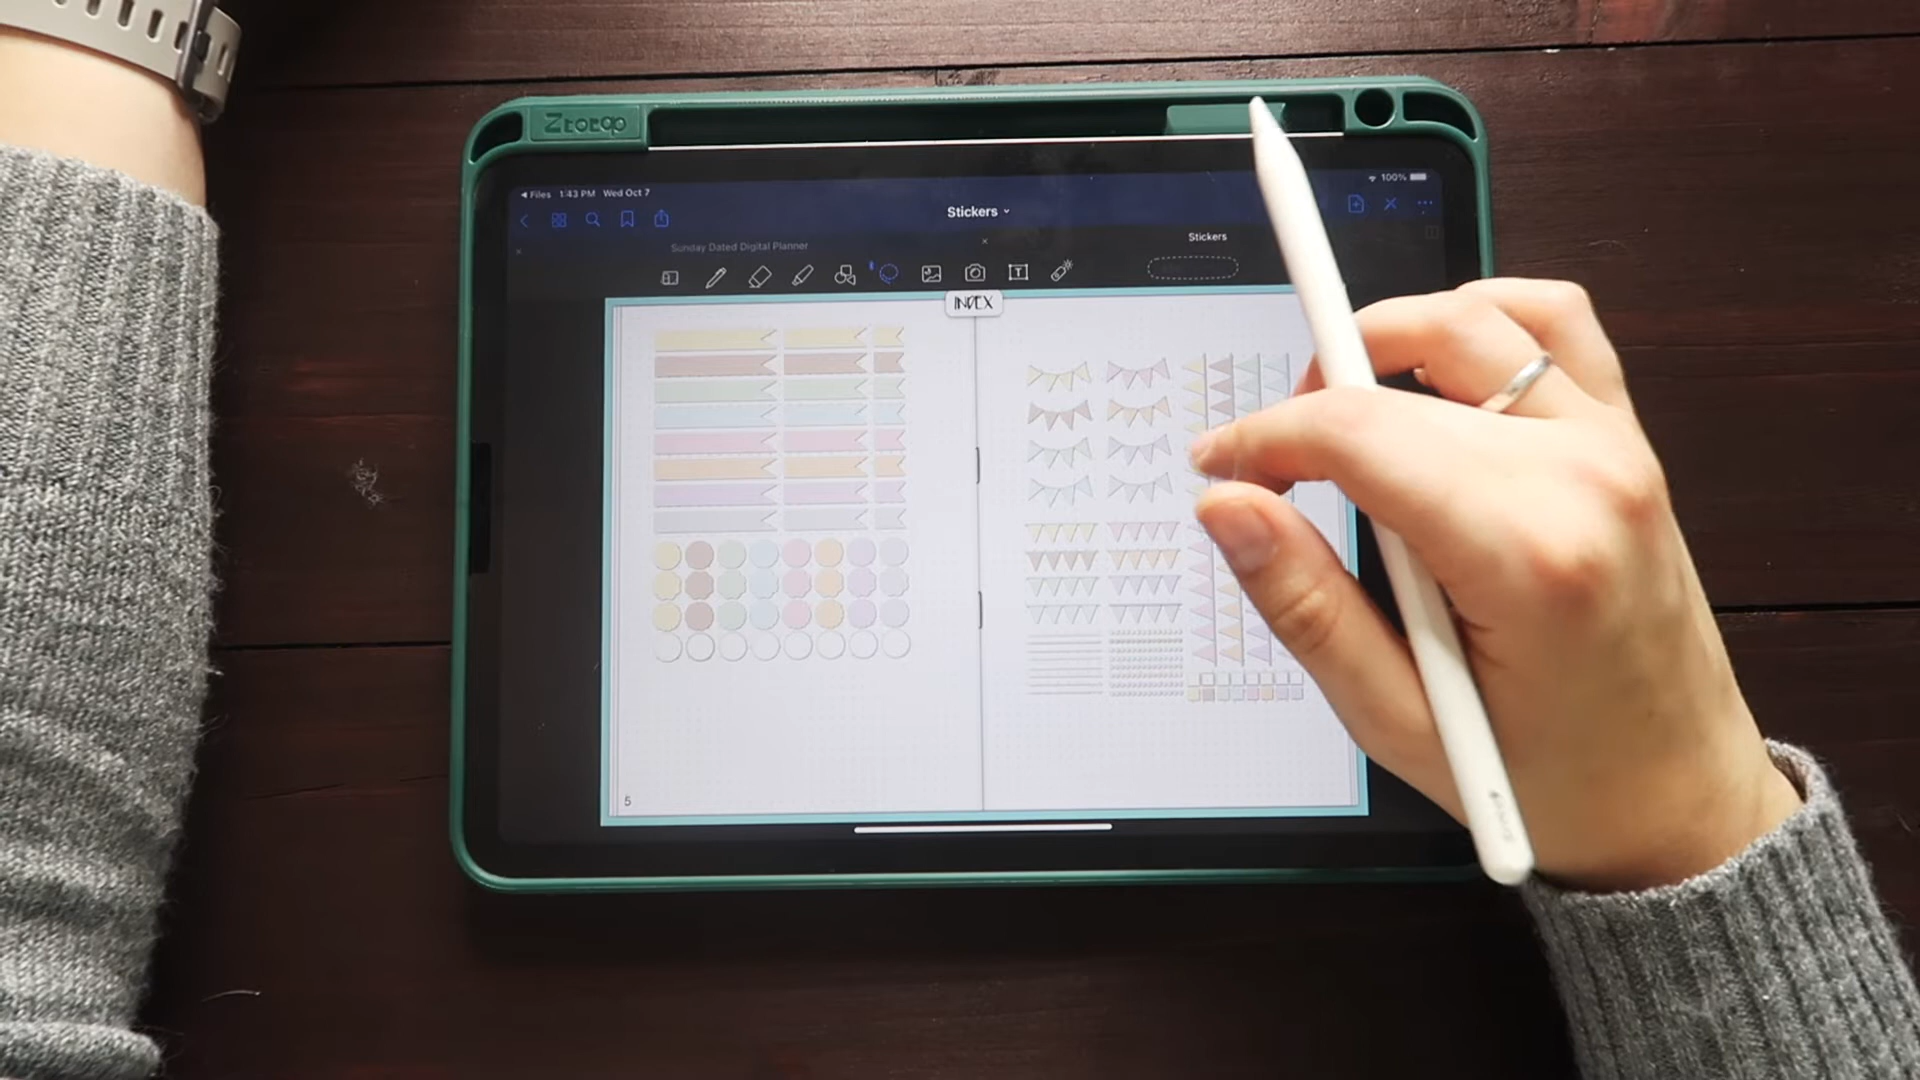 Ztotop
Files 1:43 PM Wed Oct 7
100%
Stickers
Sunday Dated Digital Planner
Stickers
T
INDEX
5